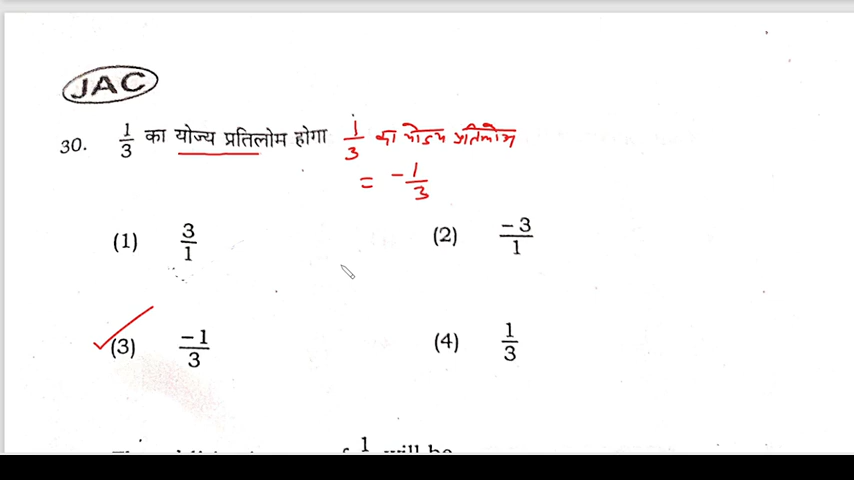 JAC
30. 1/3 का योज्य प्रतिलोम होगा 1/3 का योज्य प्रतिलोम
= -1/3
(1) 3/1 (2) -3/1
(3) -1/3 (4) 1/3